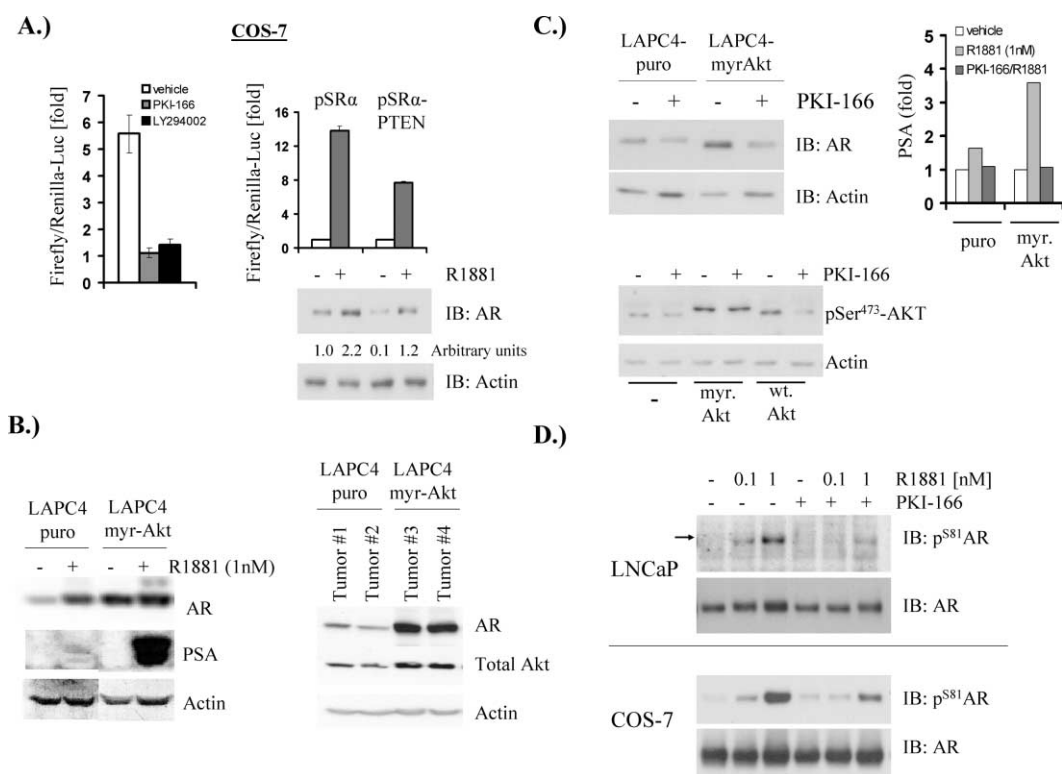 A.)
COS-7
vehicle
PKI-166
LY294002
Firefly/Renilla-Luc [fold]
7
6
5
4
3
2
1
0
pSRα
pSRα-
PTEN
Firefly/Renilla-Luc [fold]
16
12
8
4
0
- + - + R1881
IB: AR
1.0 2.2 0.1 1.2 Arbitrary units
IB: Actin
B.)
LAPC4
puro
LAPC4
myr-Akt
- + - + R1881 (1nM)
AR
PSA
Actin
LAPC4
puro
LAPC4
myr-Akt
Tumor #1
Tumor #2
Tumor #3
Tumor #4
AR
Total Akt
Actin
C.)
LAPC4-
puro
LAPC4-
myrAkt
- + - + PKI-166
IB: AR
IB: Actin
vehicle
R1881 (1nM)
PKI-166/R1881
PSA (fold)
5
4
3
2
1
0
puro
myr.
Akt
PKI-166
- + - + - +
pSer473-AKT
Actin
-
myr.
Akt
wt.
Akt
D.)
- 0.1 1 - 0.1 1 R1881 [nM]
- - - + + + PKI-166
IB: pS81AR
LNCaP
IB: AR
IB: pS81AR
COS-7
IB: AR